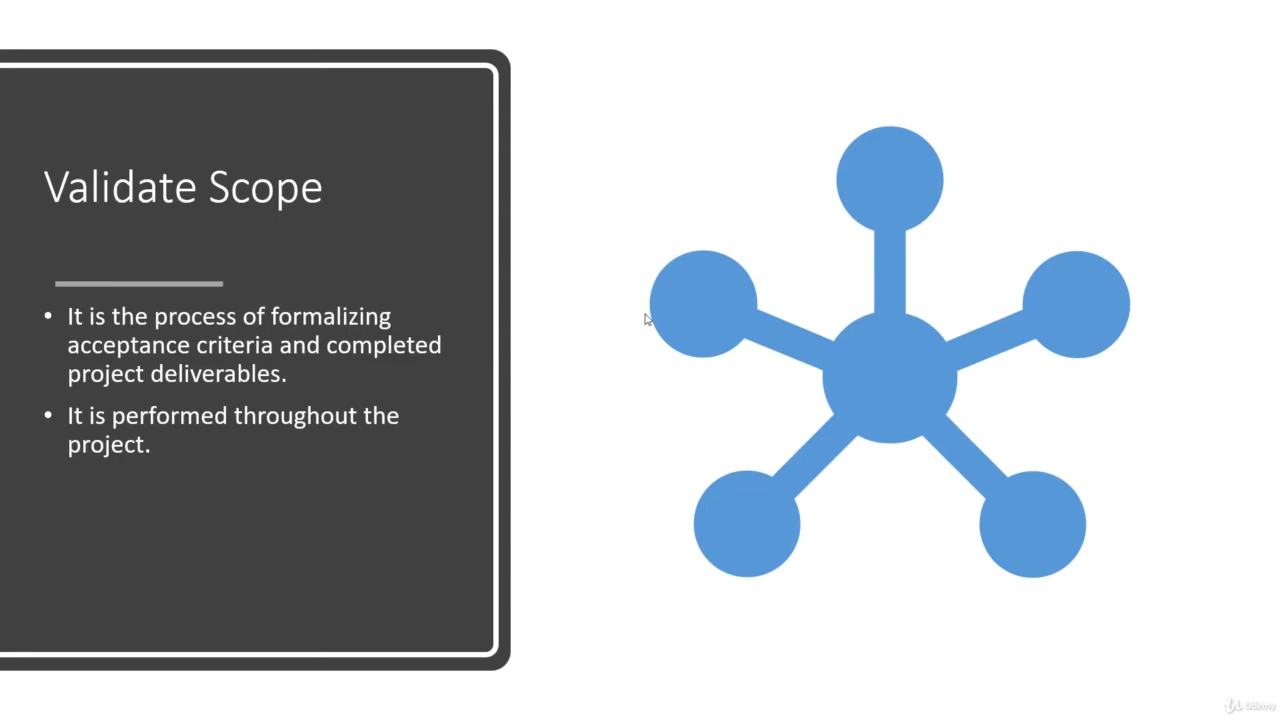 Validate Scope
• It is the process of formalizing
acceptance criteria and completed
project deliverables.
• It is performed throughout the
project.
Udemy